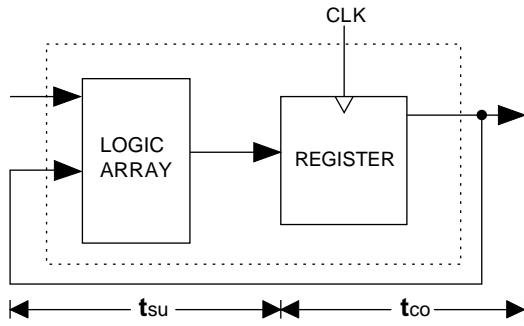 CLK
LOGIC
ARRAY
REGISTER
tsu
tco